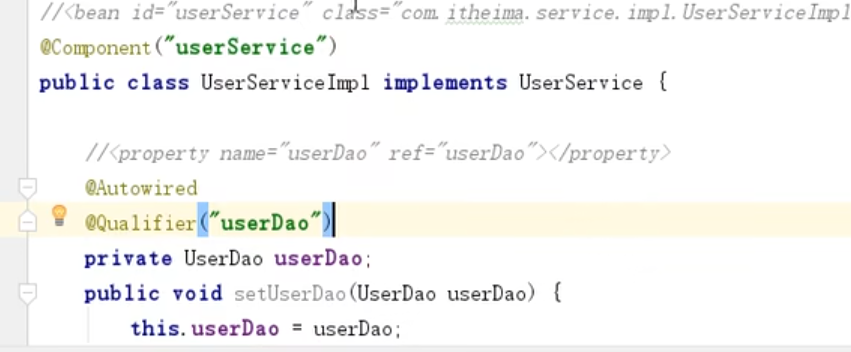 //<bean id="userService" class="com.itheima.service.impl.UserServiceImpl
@Component("userService")
public class UserServiceImpl implements UserService {
//<property name="userDao" ref="userDao"></property>
@Autowired
@Qualifier("userDao")
private UserDao userDao;
public void setUserDao(UserDao userDao) {
this.userDao = userDao;